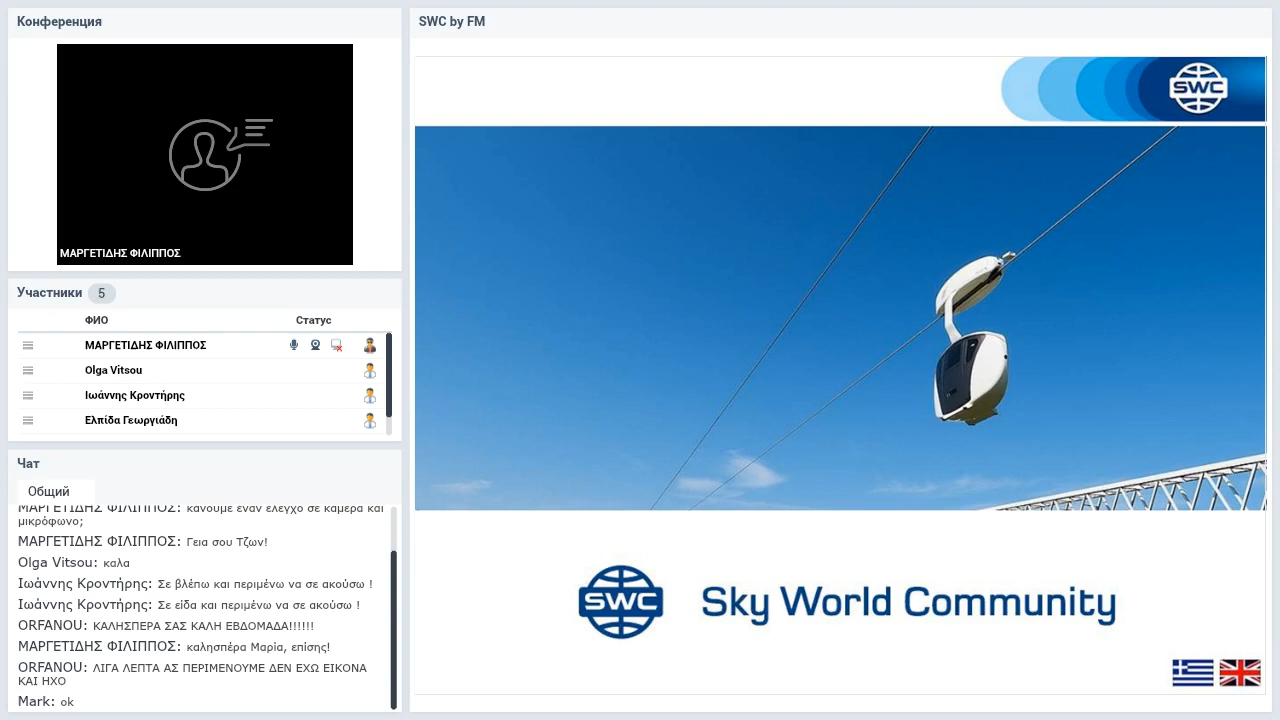 Конференция
ΜΑΡΓΕΤΙΔΗΣ ΦΙΛΙΠΠΟΣ
Участники 5
ФИО Статус
ΜΑΡΓΕΤΙΔΗΣ ΦΙΛΙΠΠΟΣ
Olga Vitsou
Ιωάννης Κροντήρης
Ελπίδα Γεωργιάδη
Чат
Общий
ΜΑΡΓΕΤΙΔΗΣ ΦΙΛΙΠΠΟΣ: κάνουμε έναν έλεγχο σε κάμερα και
μικρόφωνο;
ΜΑΡΓΕΤΙΔΗΣ ΦΙΛΙΠΠΟΣ: Γεια σου Τζων!
Olga Vitsou: καλα
Ιωάννης Κροντήρης: Σε βλέπω και περιμένω να σε ακούσω !
Ιωάννης Κροντήρης: Σε είδα και περιμένω να σε ακούσω !
ORFANOU: ΚΑΛΗΣΠΕΡΑ ΣΑΣ ΚΑΛΗ ΕΒΔΟΜΑΔΑ!!!!!!
ΜΑΡΓΕΤΙΔΗΣ ΦΙΛΙΠΠΟΣ: καλησπέρα Μαρία, επίσης!
ORFANOU: ΛΙΓΑ ΛΕΠΤΑ ΑΣ ΠΕΡΙΜΕΝΟΥΜΕ ΔΕΝ ΕΧΩ ΕΙΚΟΝΑ
ΚΑΙ ΗΧΟ
Mark: ok
SWC by FM
SWC
SWC Sky World Community